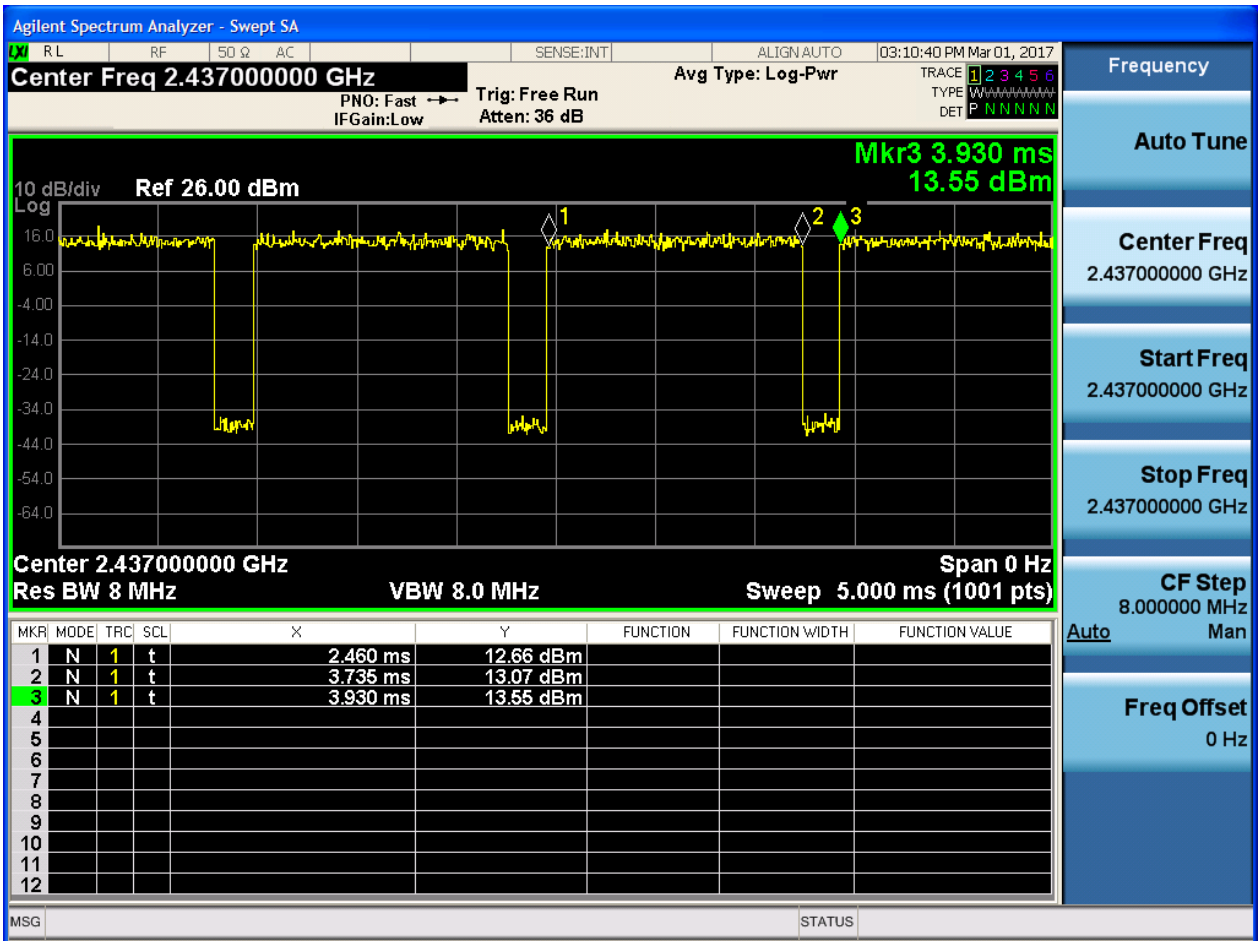 Agilent Spectrum Analyzer - Swept SA
LXI RL RF 50 Ω AC SENSE:INT ALIGN AUTO 03:10:40 PM Mar 01, 2017
Center Freq 2.437000000 GHz
PNO: Fast
IFGain:Low
Trig: Free Run
Atten: 36 dB
Avg Type: Log-Pwr
TRACE 1 2 3 4 5 6
TYPE WWWWWW
DET P N N N N N
Mkr3 3.930 ms
13.55 dBm
10 dB/div Ref 26.00 dBm
Log
1 2 3
16.0
6.00
-4.00
-14.0
-24.0
-34.0
-44.0
-54.0
-64.0
Center 2.437000000 GHz Span 0 Hz
Res BW 8 MHz VBW 8.0 MHz Sweep 5.000 ms (1001 pts)
MKR MODE TRC SCL X Y FUNCTION FUNCTION WIDTH FUNCTION VALUE
1 N 1 t 2.460 ms 12.66 dBm
2 N 1 t 3.735 ms 13.07 dBm
3 N 1 t 3.930 ms 13.55 dBm
4
5
6
7
8
9
10
11
12
MSG STATUS
Frequency
Auto Tune
Center Freq
2.437000000 GHz
Start Freq
2.437000000 GHz
Stop Freq
2.437000000 GHz
CF Step
8.000000 MHz
Auto Man
Freq Offset
0 Hz